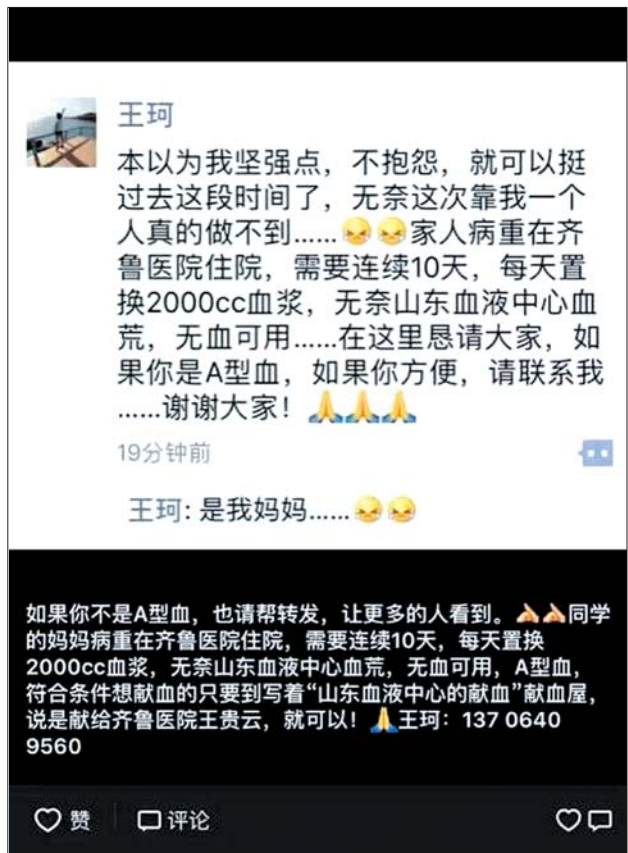 王珂
本以为我坚强点，不抱怨，就可以挺
过去这段时间了，无奈这次靠我一个
人真的做不到……😷😷家人病重在齐
鲁医院住院，需要连续10天，每天置
换2000cc血浆，无奈山东血液中心血
荒，无血可用……在这里恳请大家，如
果你是A型血，如果你方便，请联系我
……谢谢大家！🙏🙏🙏
19分钟前
王珂: 是我妈妈……😷😷
如果你不是A型血，也请帮转发，让更多的人看到。🙏🙏同学
的妈妈病重在齐鲁医院住院，需要连续10天，每天置换
2000cc血浆，无奈山东血液中心血荒，无血可用，A型血，
符合条件想献血的只要到写着“山东血液中心的献血”献血屋，
说是献给齐鲁医院王贵云，就可以！🙏王珂：137 0640
9560
赞
评论